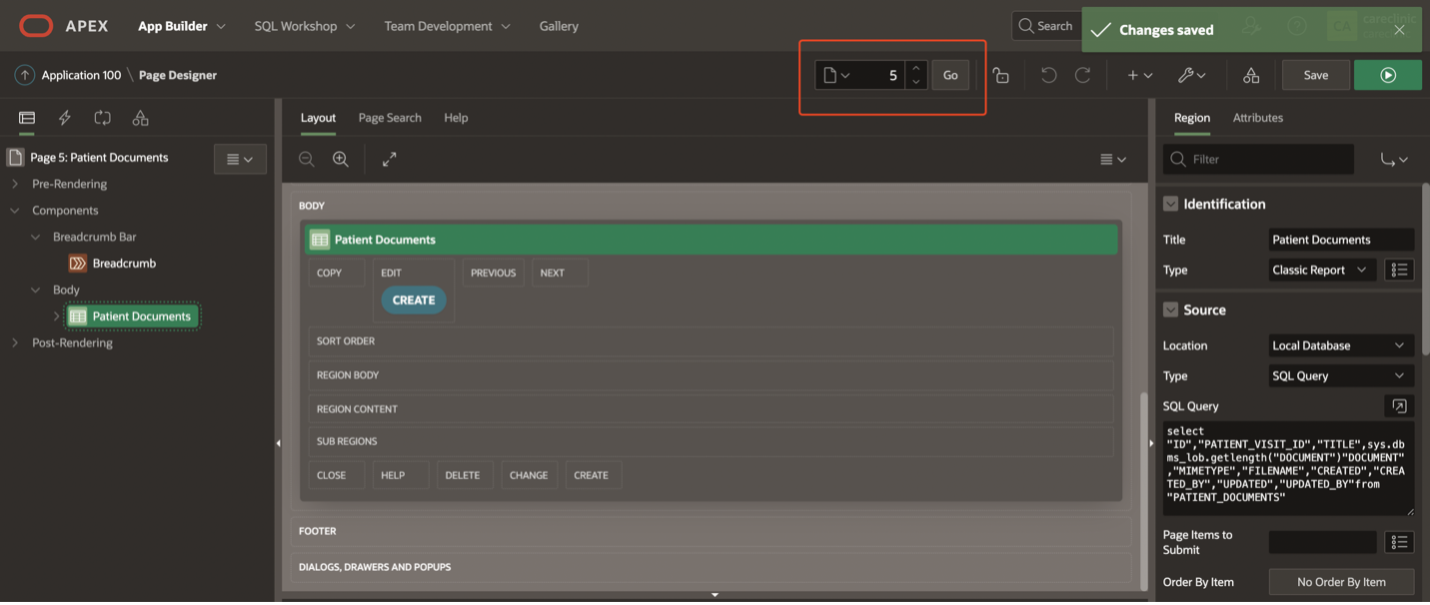 APEX App Builder SQL Workshop Team Development Gallery Search Changes saved
Application 100 \ Page Designer 5 Go Save
Layout Page Search Help Region Attributes
Page 5: Patient Documents
Filter
Pre-Rendering
Components
Breadcrumb Bar
Breadcrumb
Body
Patient Documents
Post-Rendering
BODY
Patient Documents
COPY EDIT PREVIOUS NEXT
CREATE
SORT ORDER
REGION BODY
REGION CONTENT
SUB REGIONS
CLOSE HELP DELETE CHANGE CREATE
FOOTER
DIALOGS, DRAWERS AND POPUPS
Identification
Title Patient Documents
Type Classic Report
Source
Location Local Database
Type SQL Query
SQL Query
select
"ID","PATIENT_VISIT_ID","TITLE",sys.db
ms_lob.getlength("DOCUMENT")"DOCUMENT"
,"MIMETYPE","FILENAME","CREATED","CREA
TED_BY","UPDATED","UPDATED_BY"from
"PATIENT_DOCUMENTS"
Page Items to
Submit
Order By Item No Order By Item